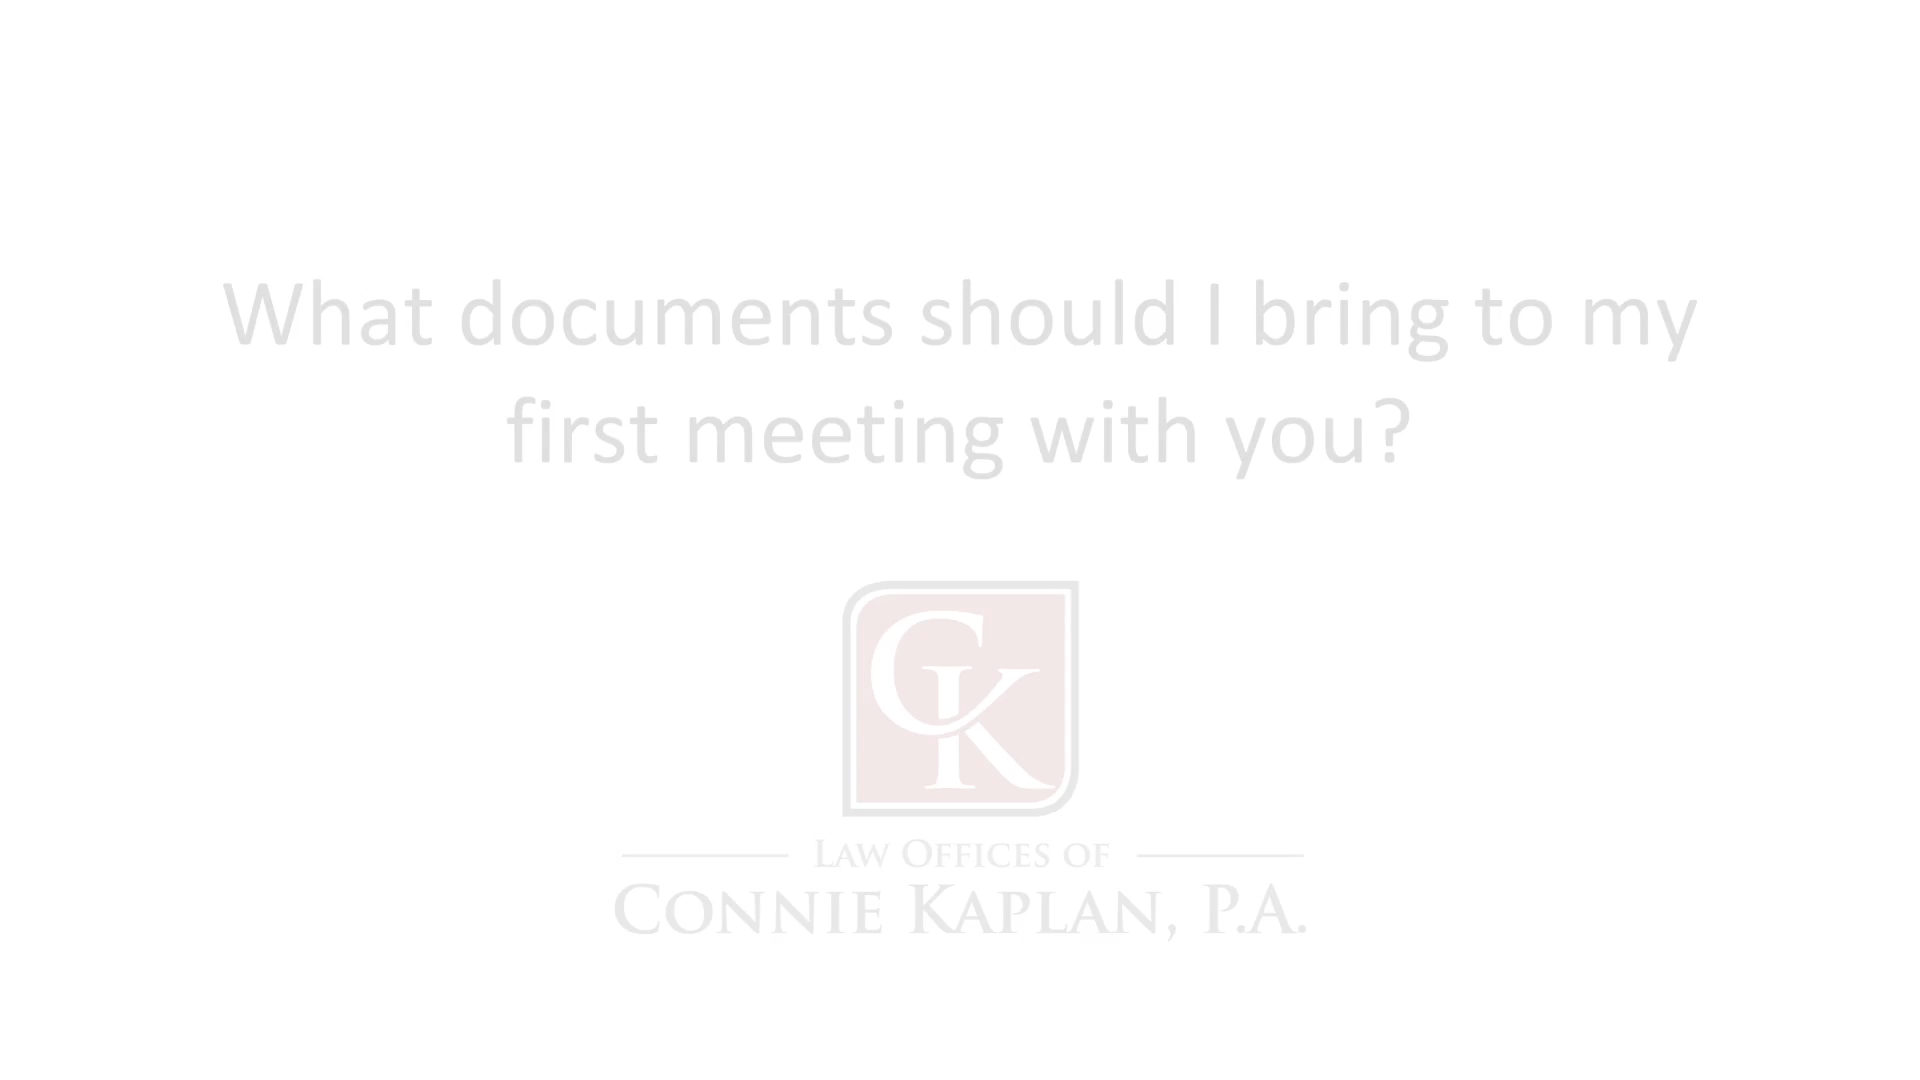 What documents should I bring to my
first meeting with you?
CK
LAW OFFICES OF
CONNIE KAPLAN, P.A.